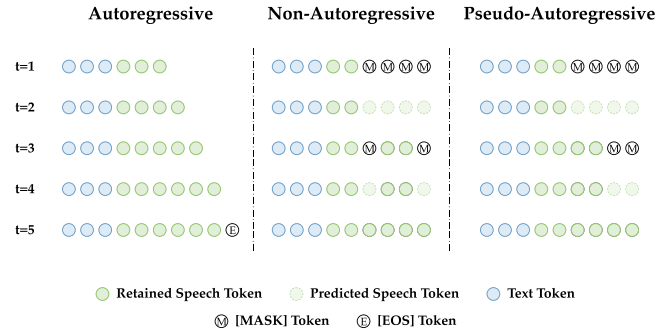 Autoregressive Non-Autoregressive Pseudo-Autoregressive
t=1 M M M M M M M M
t=2
t=3 M M M M
t=4
t=5 E
Retained Speech Token Predicted Speech Token Text Token
M [MASK] Token E [EOS] Token